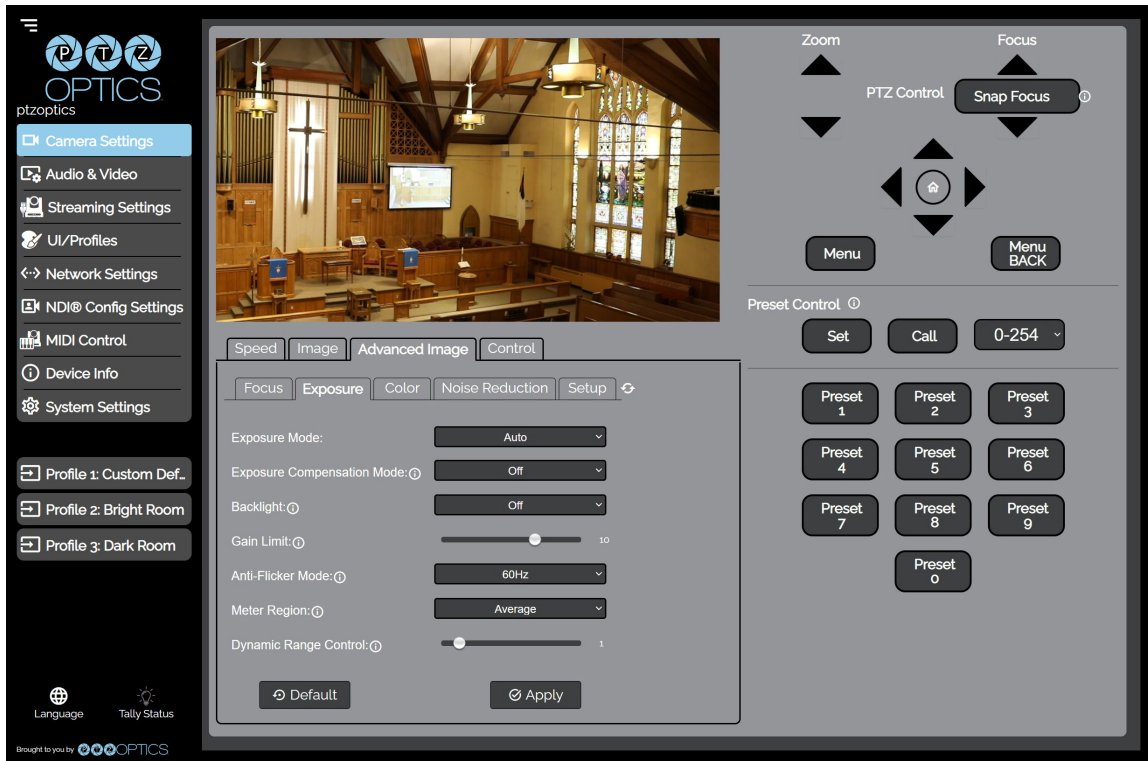 PTZ
OPTICS
ptzoptics
Camera Settings
Audio & Video
Streaming Settings
UI/Profiles
Network Settings
NDI® Config Settings
MIDI Control
Device Info
System Settings
Profile 1: Custom Def...
Profile 2: Bright Room
Profile 3: Dark Room
Language
Tally Status
Brought to you by PTZOPTICS
Speed
Image
Advanced Image
Control
Focus
Exposure
Color
Noise Reduction
Setup
Exposure Mode:
Auto
Exposure Compensation Mode:
Off
Backlight:
Off
Gain Limit:
10
Anti-Flicker Mode:
60Hz
Meter Region:
Average
Dynamic Range Control:
1
Default
Apply
Zoom
Focus
PTZ Control
Snap Focus
Menu
Menu
BACK
Preset Control
Set
Call
0-254
Preset
1
Preset
2
Preset
3
Preset
4
Preset
5
Preset
6
Preset
7
Preset
8
Preset
9
Preset
0